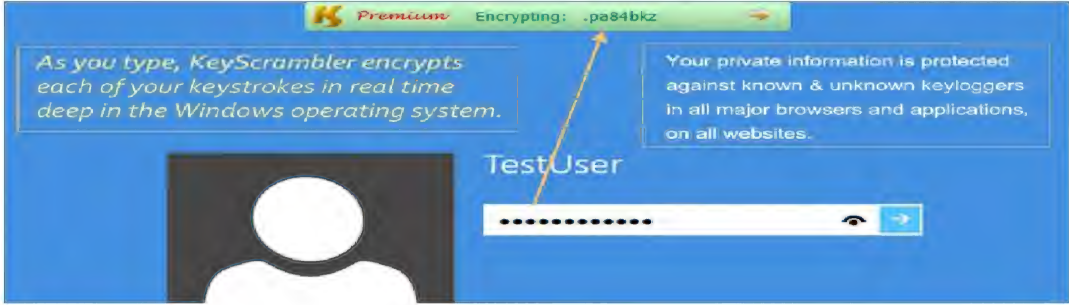 Premium Encrypting: .pa84bkz
As you type, KeyScrambler encrypts
each of your keystrokes in real time
deep in the Windows operating system.
Your private information is protected
against known & unknown keyloggers
in all major browsers and applications,
on all websites.
TestUser